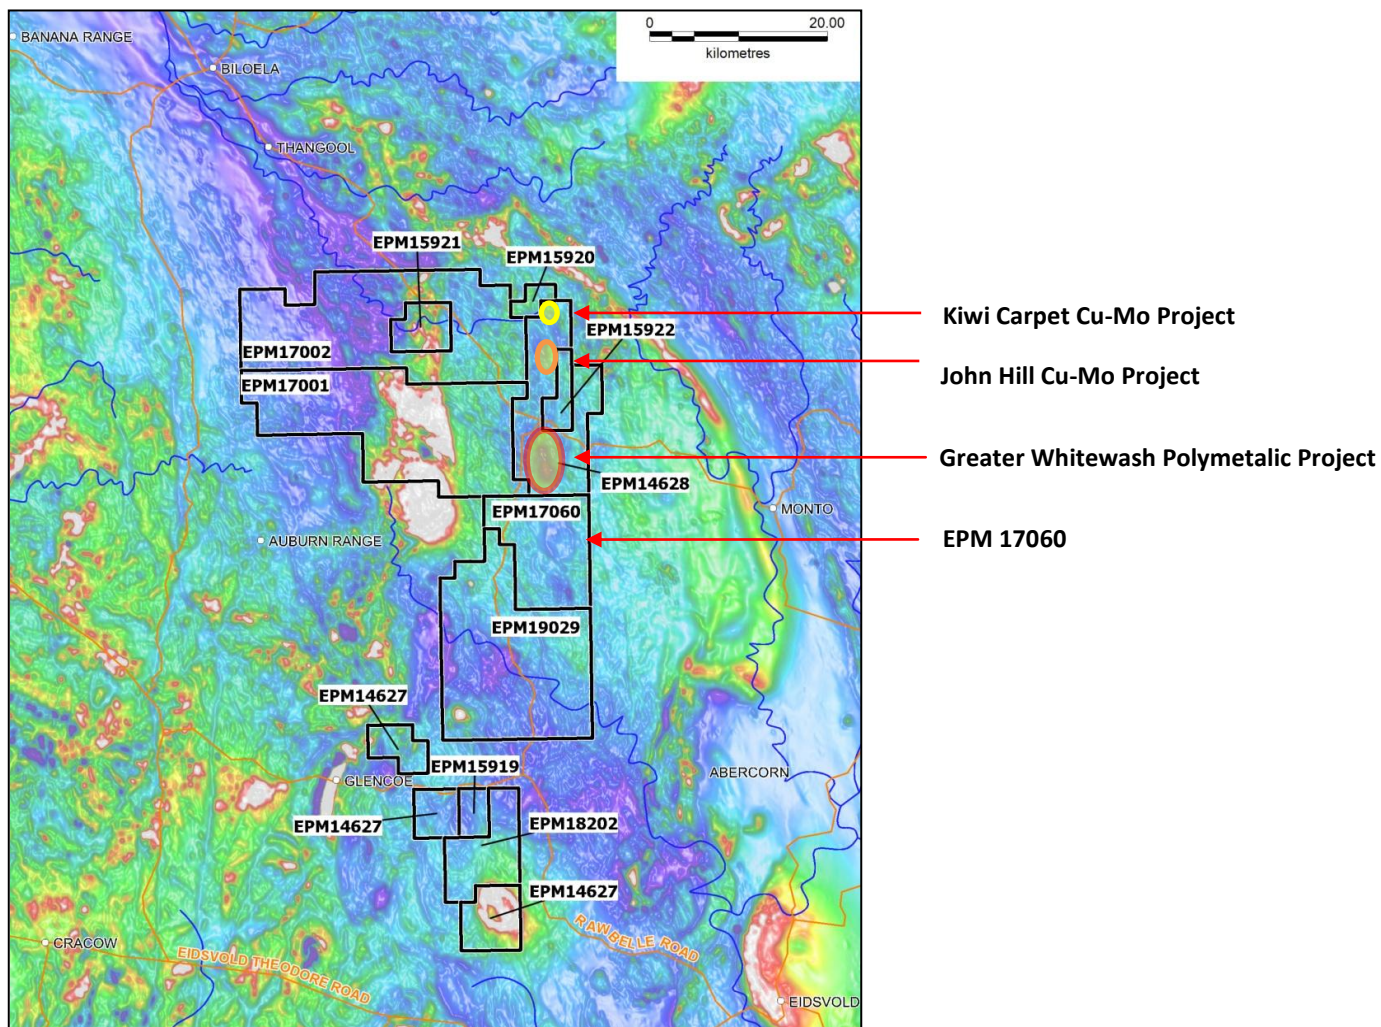 0 20.00
kilometres
BANANA RANGE
BILOELA
THANGOOL
EPM15921
EPM15920
Kiwi Carpet Cu-Mo Project
EPM15922
EPM17002
John Hill Cu-Mo Project
EPM17001
Greater Whitewash Polymetalic Project
EPM14628
EPM17060
MONTO
AUBURN RANGE
EPM 17060
EPM19029
EPM14627
EPM15919
ABERCORN
GLENCOE
EPM14627
EPM18202
EPM14627
RAWBELLE ROAD
CRACOW
EIDSVOLD THEODORE ROAD
EIDSVOLD